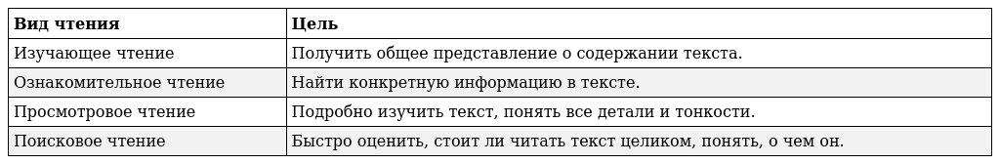 Вид чтения Цель
Изучающее чтение Получить общее представление о содержании текста.
Ознакомительное чтение Найти конкретную информацию в тексте.
Просмотровое чтение Подробно изучить текст, понять все детали и тонкости.
Поисковое чтение Быстро оценить, стоит ли читать текст целиком, понять, о чем он.